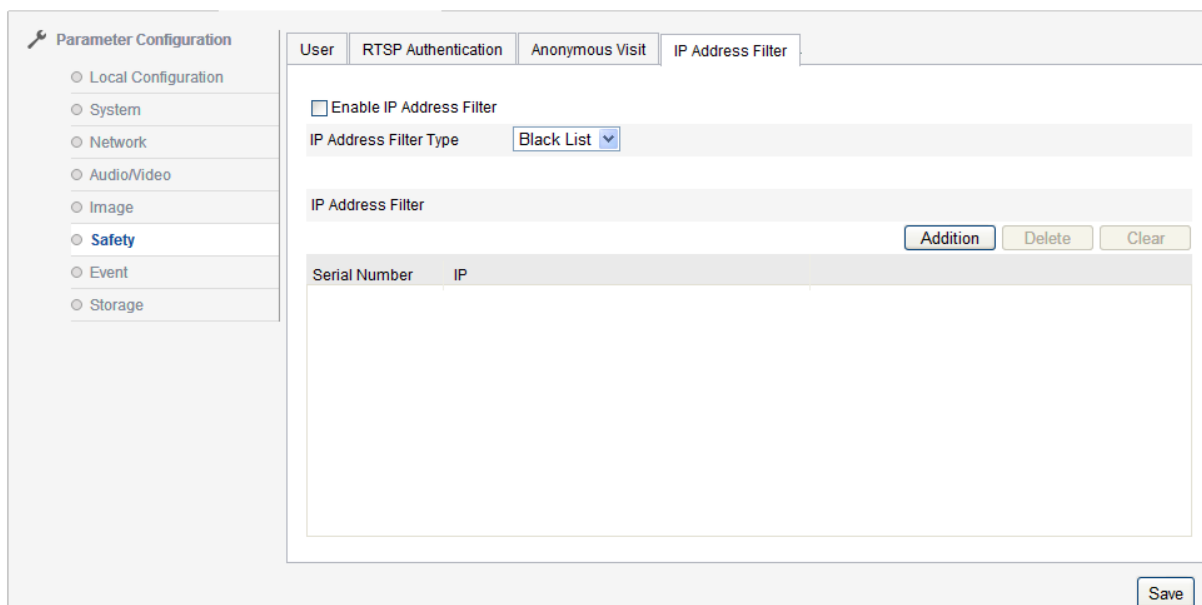 Parameter Configuration
Local Configuration
System
Network
Audio/Video
Image
Safety
Event
Storage
User RTSP Authentication Anonymous Visit IP Address Filter
Enable IP Address Filter
IP Address Filter Type Black List
IP Address Filter
Addition Delete Clear
Serial Number IP
Save